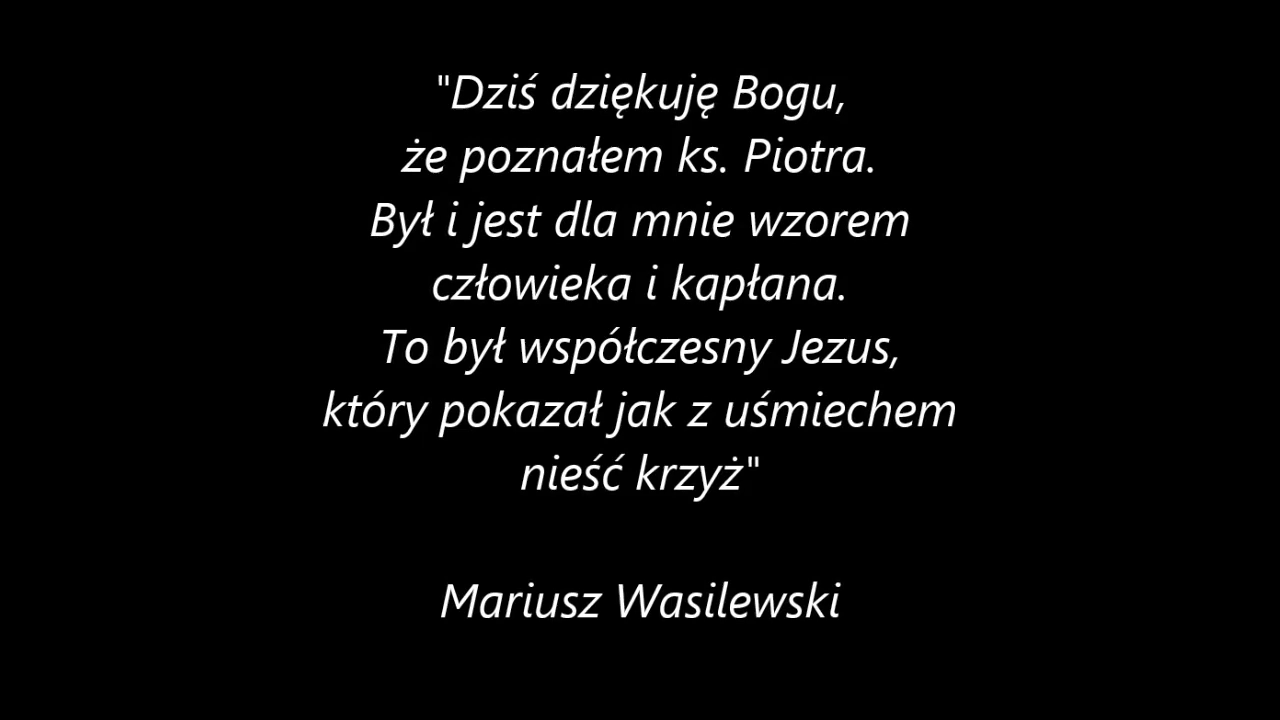 "Dziś dziękuję Bogu,
że poznałem ks. Piotra.
Był i jest dla mnie wzorem
człowieka i kapłana.
To był współczesny Jezus,
który pokazał jak z uśmiechem
nieść krzyż"
Mariusz Wasilewski